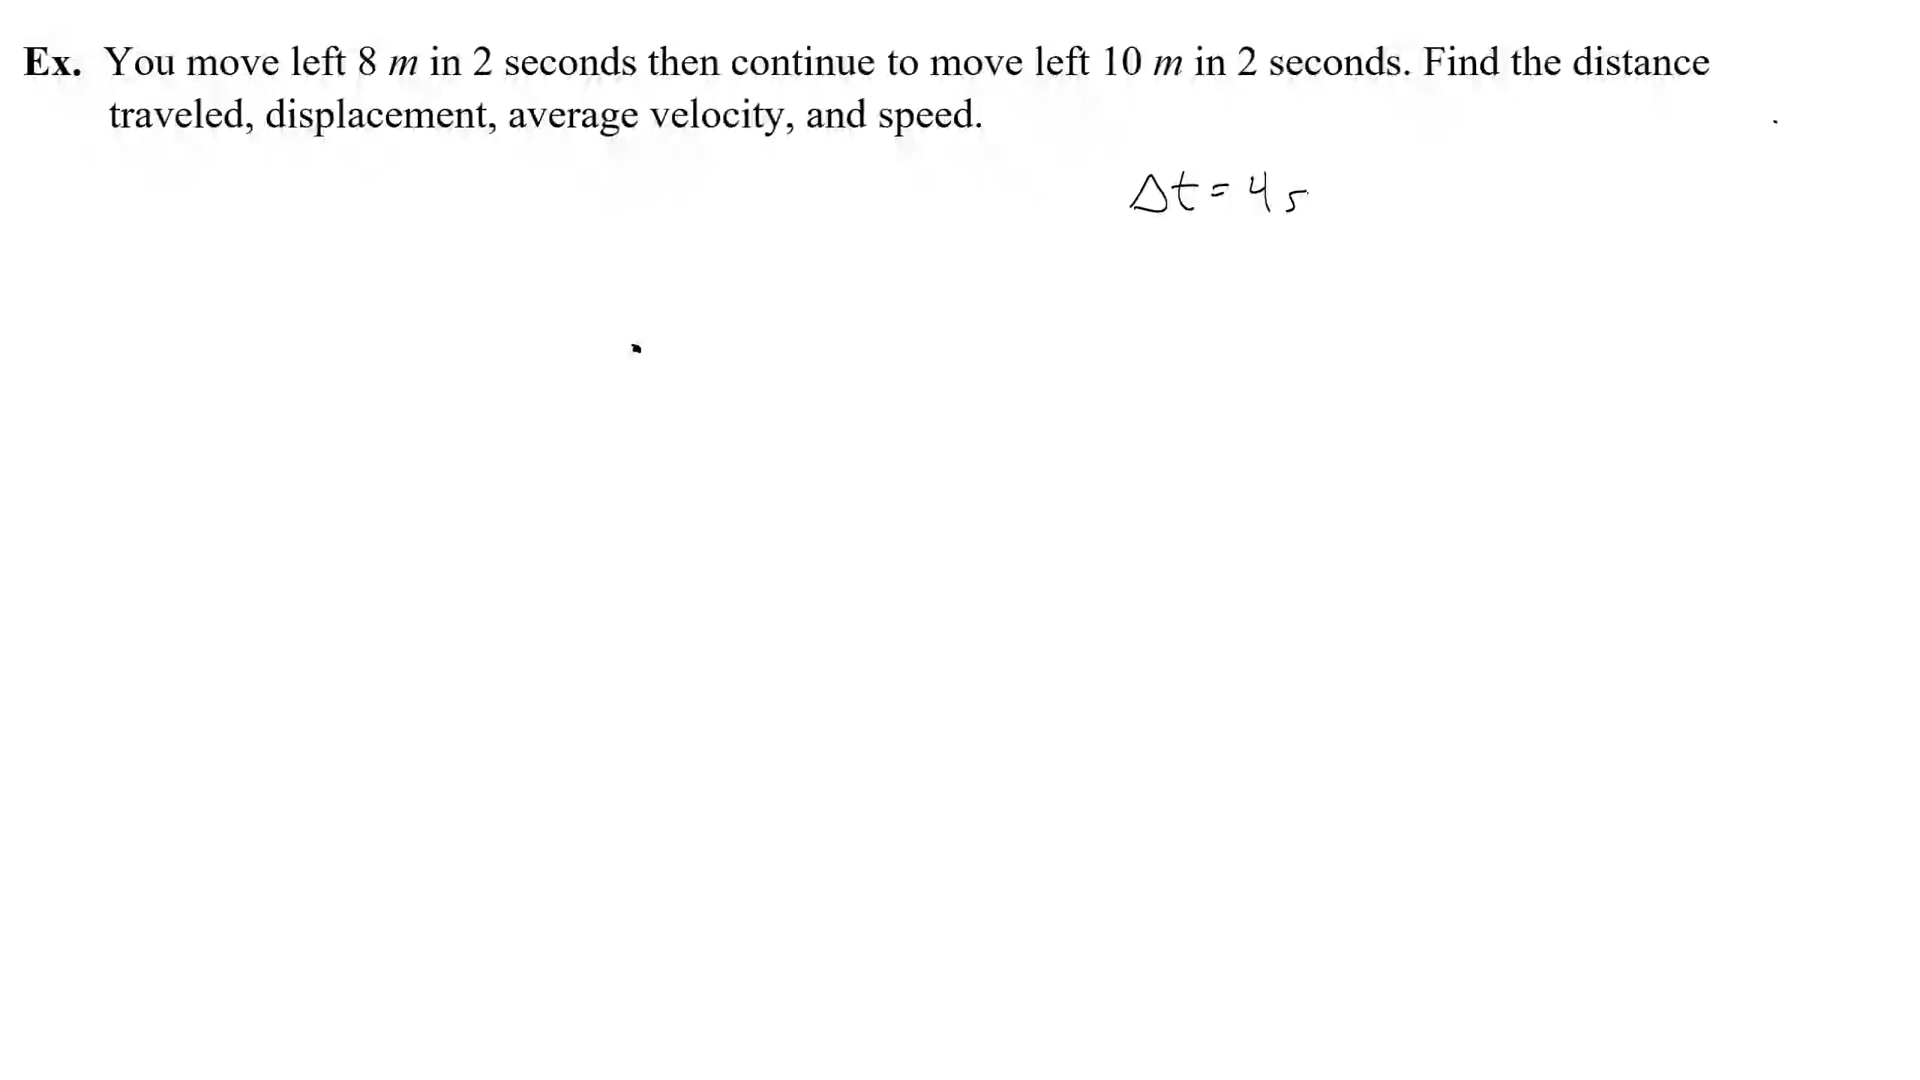 Ex. You move left 8 m in 2 seconds then continue to move left 10 m in 2 seconds. Find the distance
traveled, displacement, average velocity, and speed.
Δt = 4 s